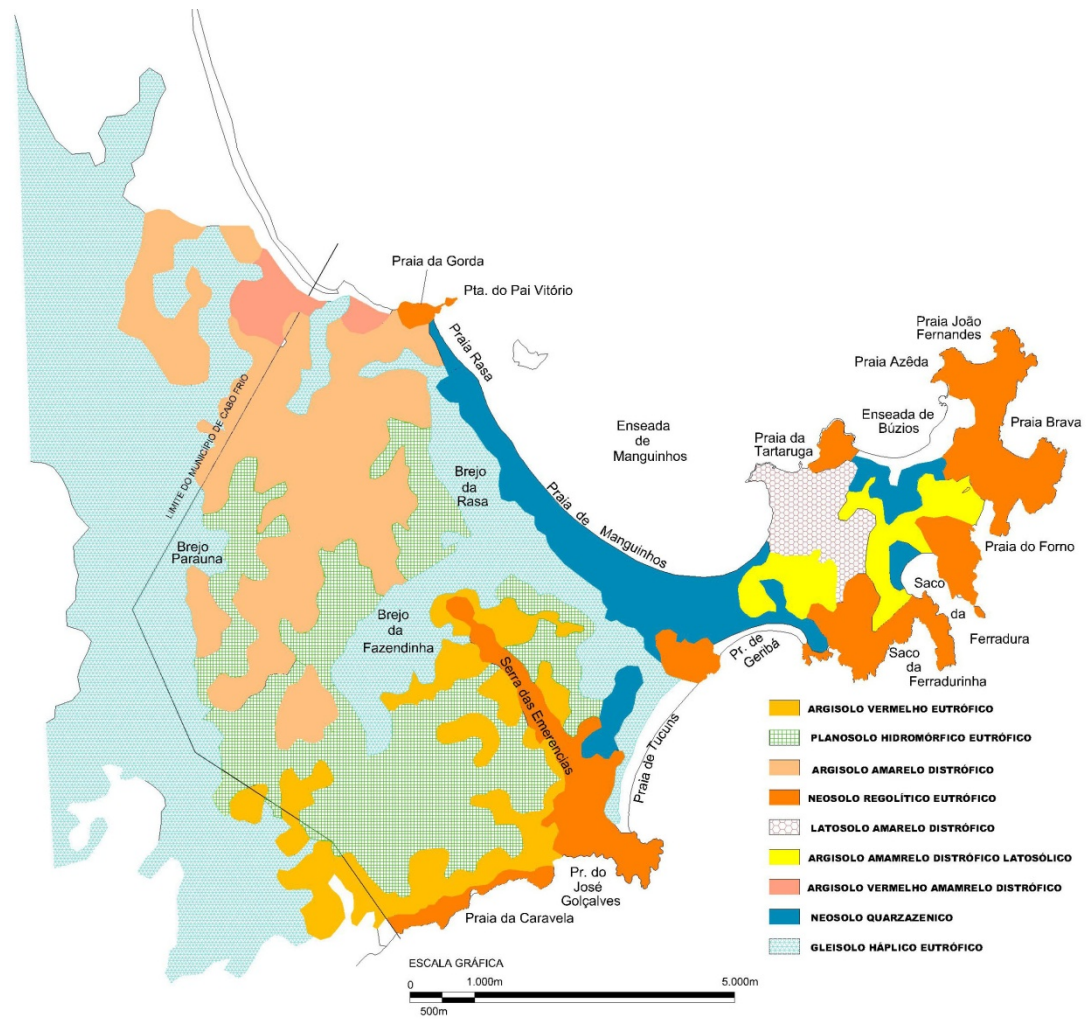 Praia da Gorda
Pta. do Pai Vitório
Praia Rasa
LIMITE DO MUNICÍPIO DE CABO FRIO
Praia João
Fernandes
Praia Azêda
Enseada de
Búzios
Praia Brava
Praia da
Tartaruga
Enseada
de
Manguinhos
Brejo
da
Rasa
Praia de Manguinhos
Brejo
Parauna
Praia do Forno
Saco
da
Ferradura
Brejo
da
Fazendinha
Pr. de
Geribá
Saco
da
Ferradurinha
Serra das Emerencias
Praia de Tucuns
Pr. do
José
Golçalves
Praia da Caravela
ARGISOLO VERMELHO EUTRÓFICO
PLANOSOLO HIDROMÓRFICO EUTRÓFICO
ARGISOLO AMARELO DISTRÓFICO
NEOSOLO REGOLÍTICO EUTRÓFICO
LATOSOLO AMARELO DISTRÓFICO
ARGISOLO AMAMRELO DISTRÓFICO LATOSÓLICO
ARGISOLO VERMELHO AMAMRELO DISTRÓFICO
NEOSOLO QUARZAZENICO
GLEISOLO HÁPLICO EUTRÓFICO
ESCALA GRÁFICA
0 1.000m 5.000m
500m